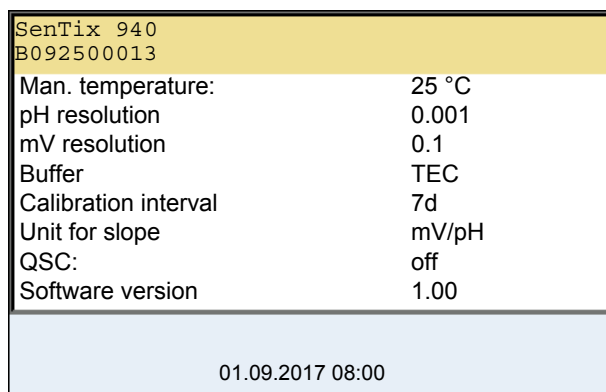 SenTix 940
B092500013
Man. temperature: 25 °C
pH resolution 0.001
mV resolution 0.1
Buffer TEC
Calibration interval 7d
Unit for slope mV/pH
QSC: off
Software version 1.00
01.09.2017 08:00